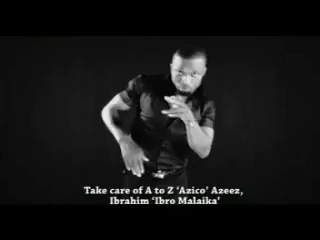 Take care of A to Z ‘Azico’ Azeez,
Ibrahim ‘Ibro Malaika’